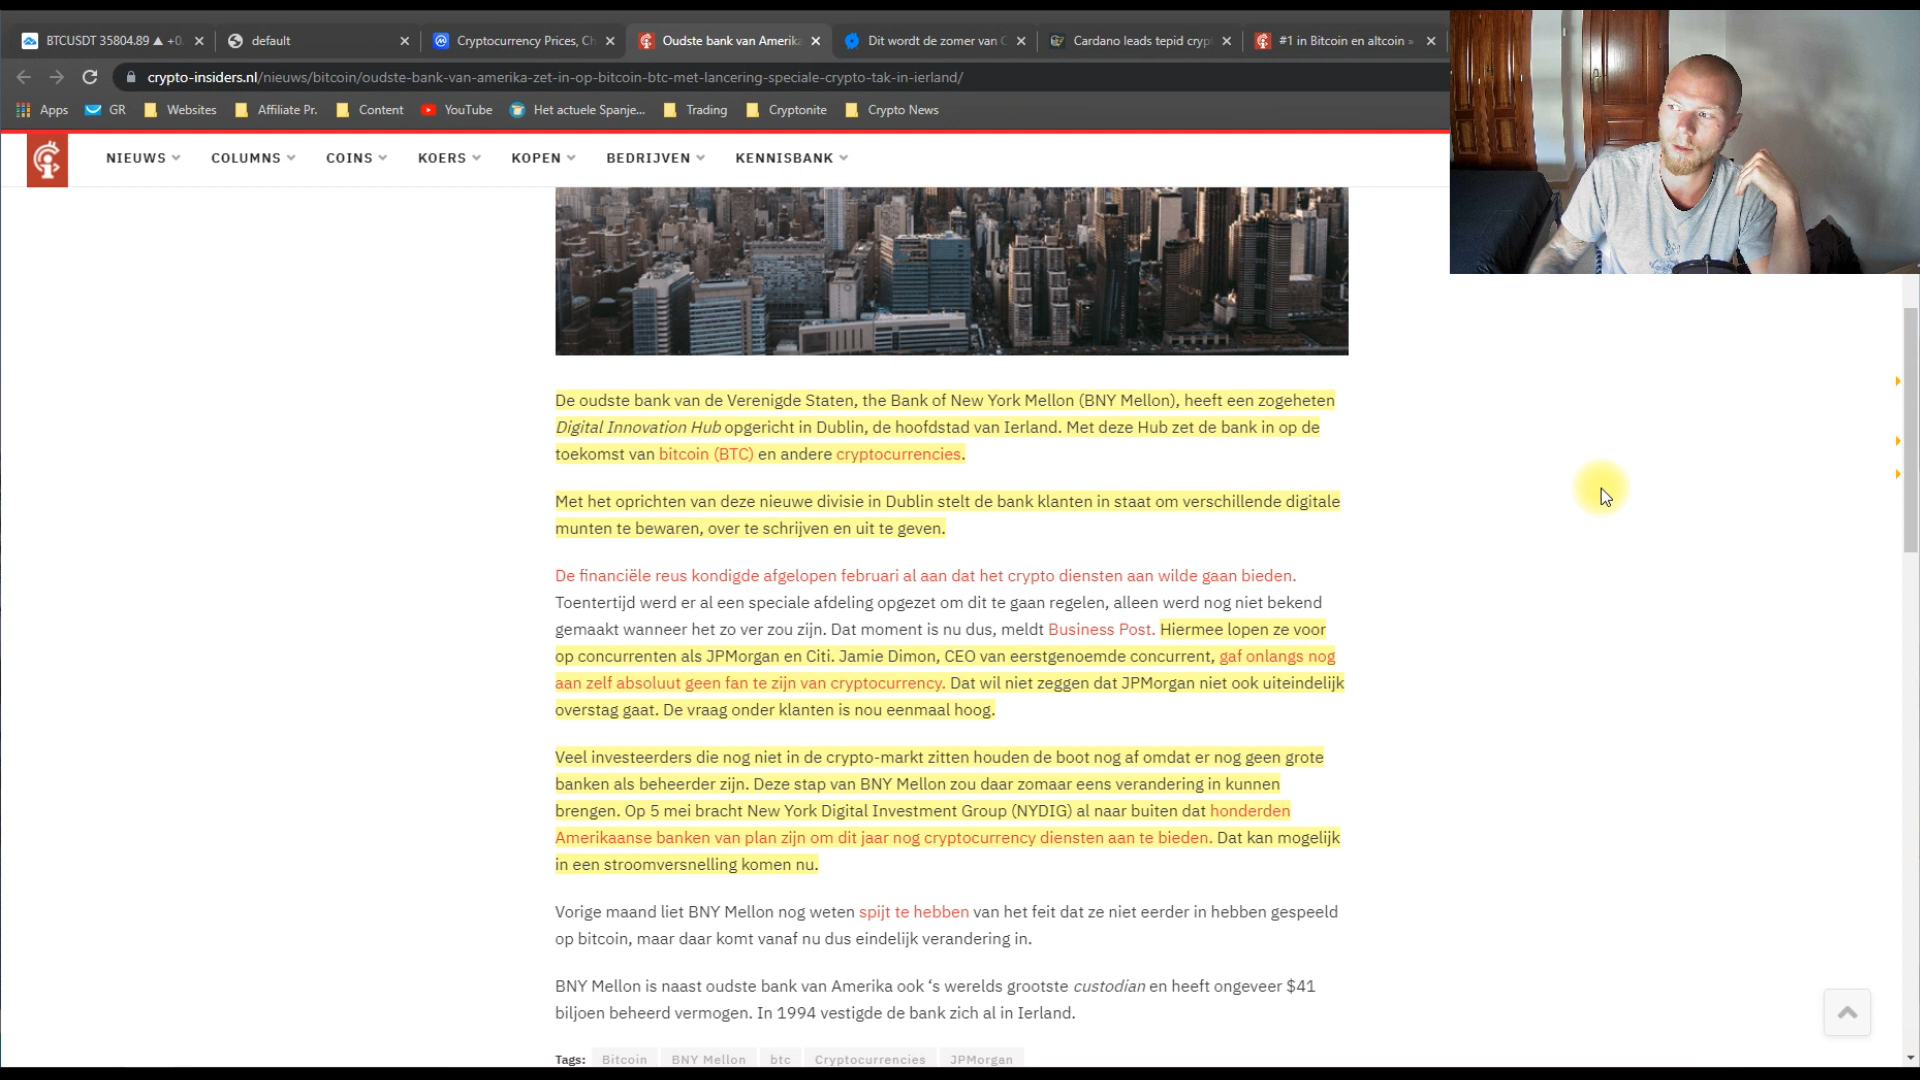 BTCUSDT 35804.89 ▲ +0.
default
Cryptocurrency Prices, Ch
Oudste bank van Amerika
Dit wordt de zomer van C
Cardano leads tepid cryp
#1 in Bitcoin en altcoin »
crypto-insiders.nl/nieuws/bitcoin/oudste-bank-van-amerika-zet-in-op-bitcoin-btc-met-lancering-speciale-crypto-tak-in-ierland/
Apps GR Websites Affiliate Pr. Content YouTube Het actuele Spanje... Trading Cryptonite Crypto News
NIEUWS COLUMNS COINS KOERS KOPEN BEDRIJVEN KENNISBANK
De oudste bank van de Verenigde Staten, the Bank of New York Mellon (BNY Mellon), heeft een zogeheten
Digital Innovation Hub opgericht in Dublin, de hoofdstad van Ierland. Met deze Hub zet de bank in op de
toekomst van bitcoin (BTC) en andere cryptocurrencies.
Met het oprichten van deze nieuwe divisie in Dublin stelt de bank klanten in staat om verschillende digitale
munten te bewaren, over te schrijven en uit te geven.
De financiële reus kondigde afgelopen februari al aan dat het crypto diensten aan wilde gaan bieden.
Toentertijd werd er al een speciale afdeling opgezet om dit te gaan regelen, alleen werd nog niet bekend
gemaakt wanneer het zo ver zou zijn. Dat moment is nu dus, meldt Business Post. Hiermee lopen ze voor
op concurrenten als JPMorgan en Citi. Jamie Dimon, CEO van eerstgenoemde concurrent, gaf onlangs nog
aan zelf absoluut geen fan te zijn van cryptocurrency. Dat wil niet zeggen dat JPMorgan niet ook uiteindelijk
overstag gaat. De vraag onder klanten is nou eenmaal hoog.
Veel investeerders die nog niet in de crypto-markt zitten houden de boot nog af omdat er nog geen grote
banken als beheerder zijn. Deze stap van BNY Mellon zou daar zomaar eens verandering in kunnen
brengen. Op 5 mei bracht New York Digital Investment Group (NYDIG) al naar buiten dat honderden
Amerikaanse banken van plan zijn om dit jaar nog cryptocurrency diensten aan te bieden. Dat kan mogelijk
in een stroomversnelling komen nu.
Vorige maand liet BNY Mellon nog weten spijt te hebben van het feit dat ze niet eerder in hebben gespeeld
op bitcoin, maar daar komt vanaf nu dus eindelijk verandering in.
BNY Mellon is naast oudste bank van Amerika ook ‘s werelds grootste custodian en heeft ongeveer $41
biljoen beheerd vermogen. In 1994 vestigde de bank zich al in Ierland.
Tags: Bitcoin BNY Mellon btc Cryptocurrencies JPMorgan